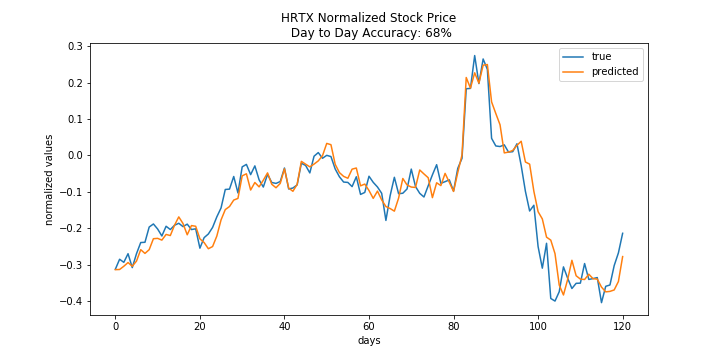 HRTX Normalized Stock Price
Day to Day Accuracy: 68%
true
predicted
normalized values
0.3
0.2
0.1
0.0
−0.1
−0.2
−0.3
−0.4
0 20 40 60 80 100 120
days